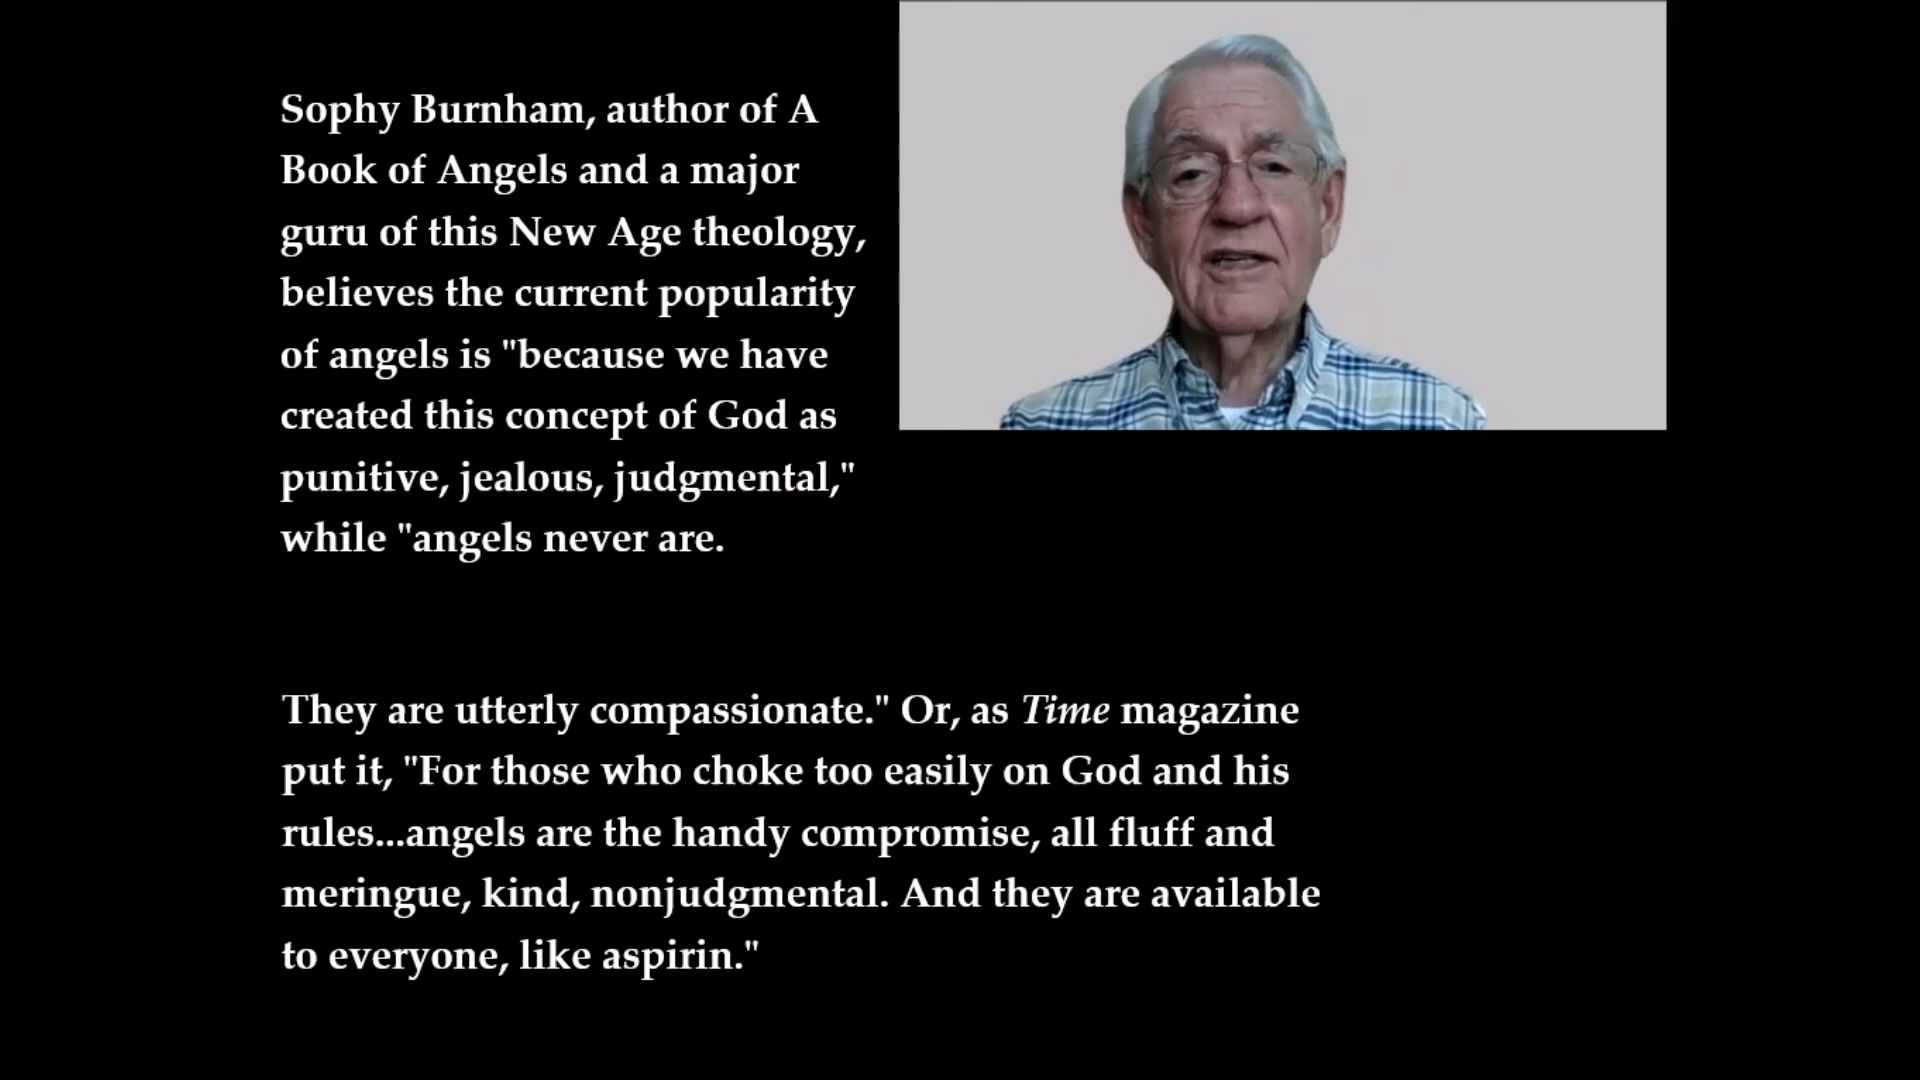 Sophy Burnham, author of A
Book of Angels and a major
guru of this New Age theology,
believes the current popularity
of angels is "because we have
created this concept of God as
punitive, jealous, judgmental,"
while "angels never are.
They are utterly compassionate." Or, as Time magazine
put it, "For those who choke too easily on God and his
rules...angels are the handy compromise, all fluff and
meringue, kind, nonjudgmental. And they are available
to everyone, like aspirin."